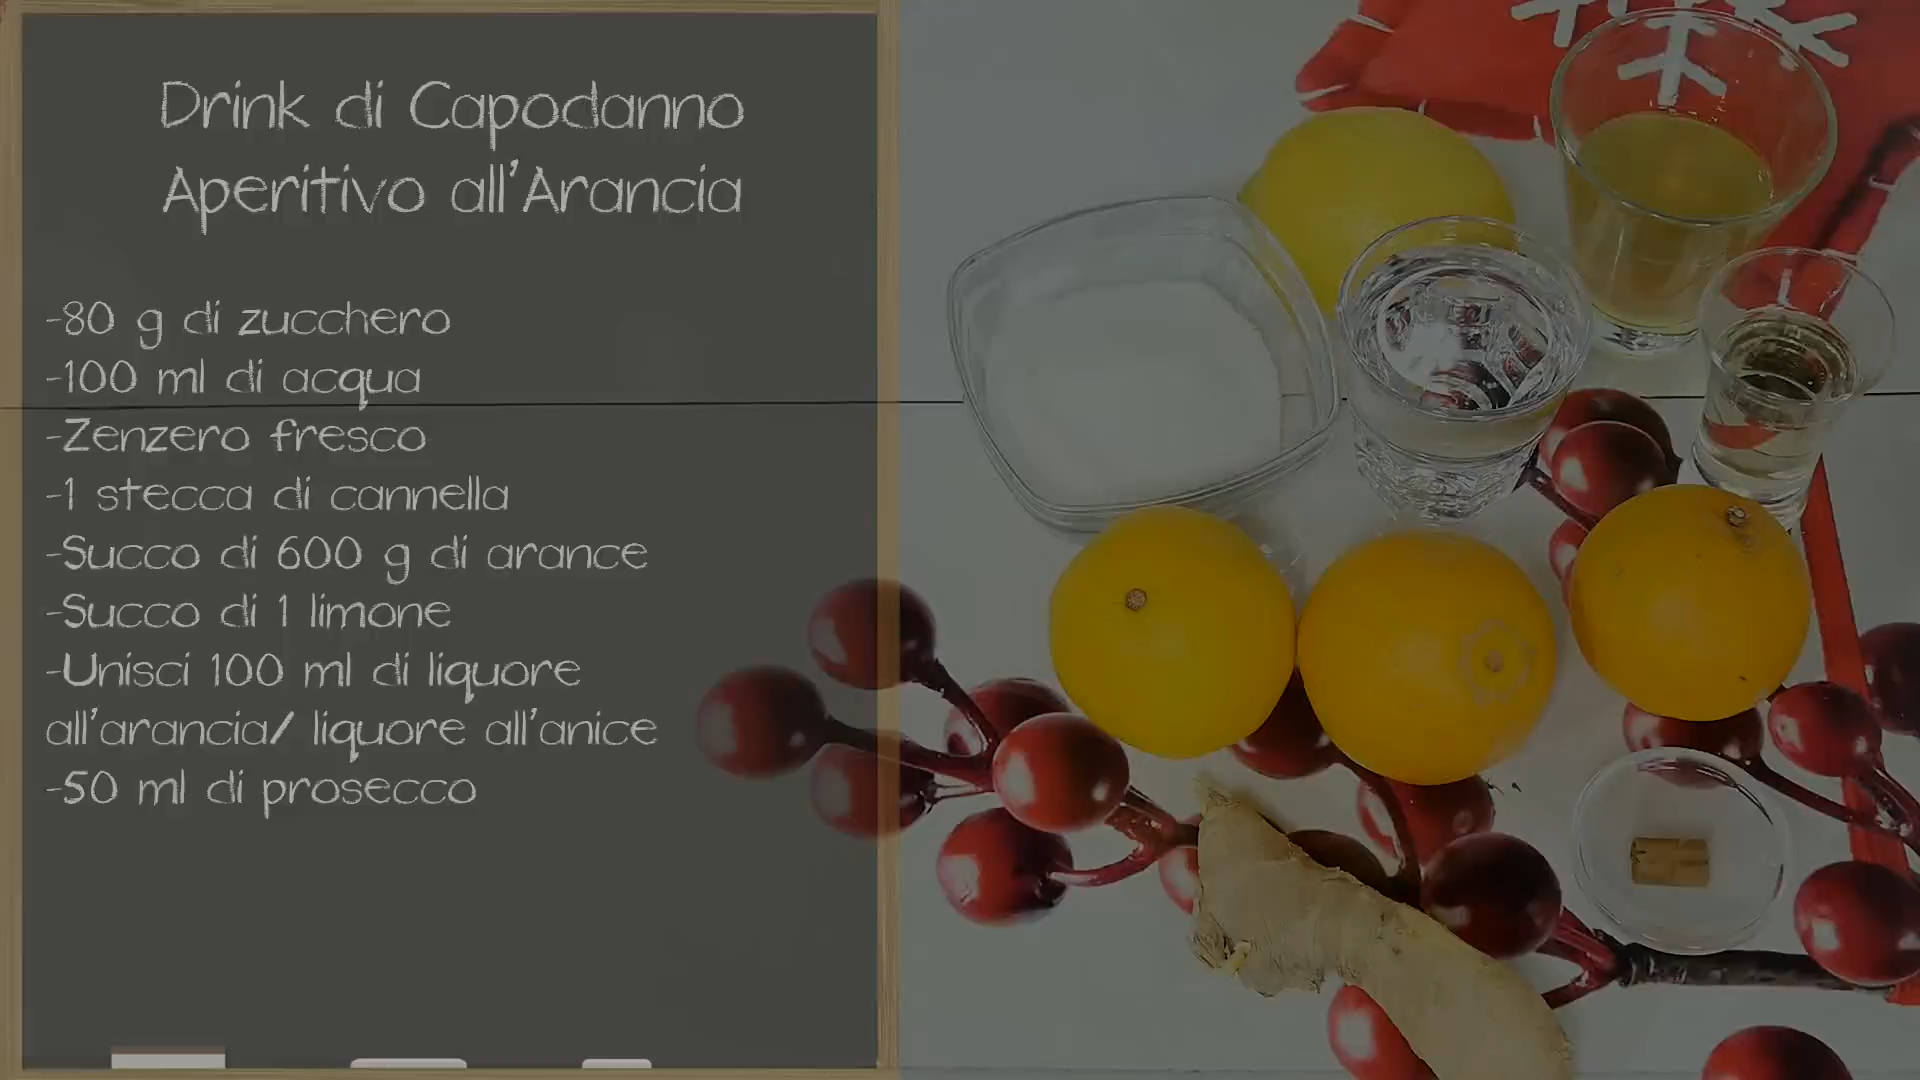 Drink di Capodanno
Aperitivo all'Arancia
-80 g di zucchero
-100 ml di acqua
-Zenzero fresco
-1 stecca di cannella
-Succo di 600 g di arance
-Succo di 1 limone
-Unisci 100 ml di liquore
all'arancia/ liquore all'anice
-50 ml di prosecco